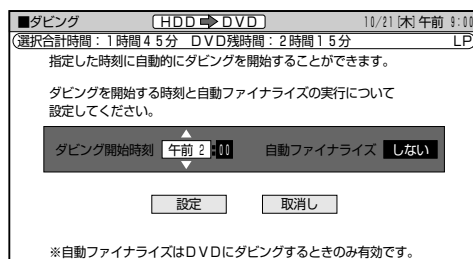 ■ダビング HDD➡DVD 10/21[木]午前 9:00
選択合計時間：1時間45分 DVD残時間：2時間15分 LP
指定した時刻に自動的にダビングを開始することができます。
ダビングを開始する時刻と自動ファイナライズの実行について
設定してください。
ダビング開始時刻 午前 2:00 自動ファイナライズ しない
設定 取消し
※自動ファイナライズはDVDにダビングするときのみ有効です。